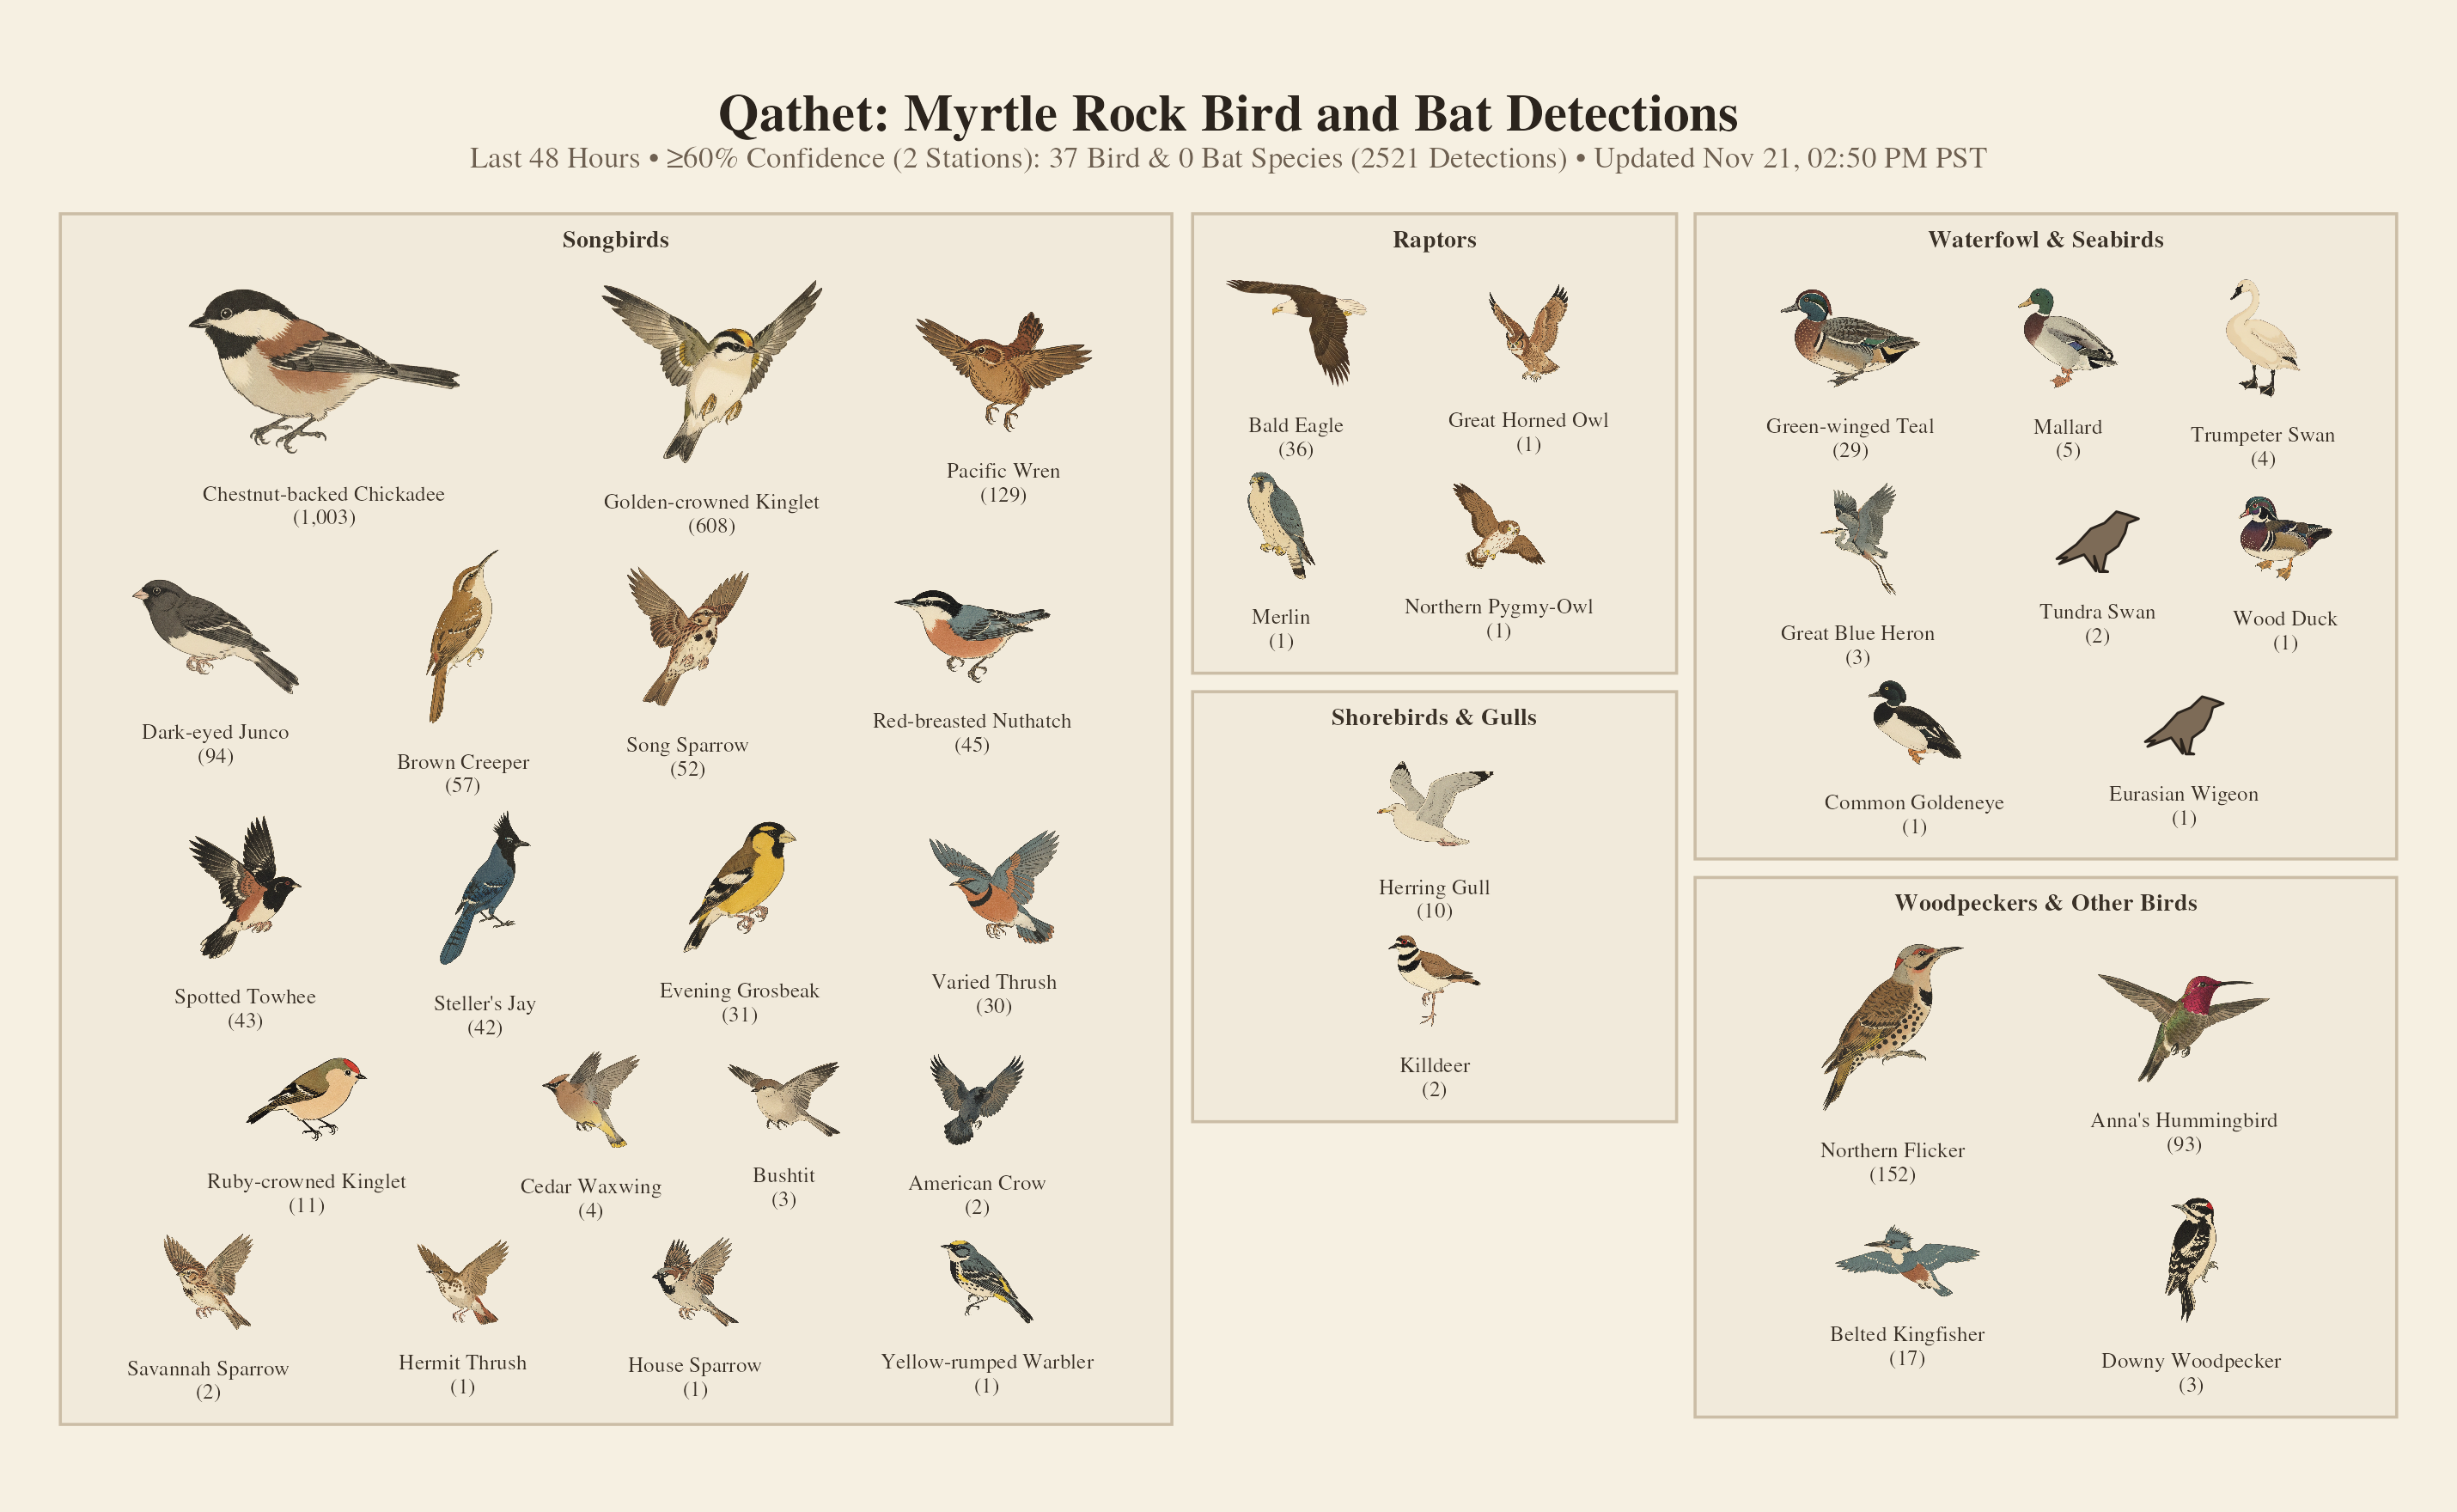 Qathet: Myrtle Rock Bird and Bat Detections
Last 48 Hours • ≥60% Confidence (2 Stations): 37 Bird & 0 Bat Species (2521 Detections) • Updated Nov 21, 02:50 PM PST
Songbirds
Chestnut-backed Chickadee
(1,003)
Golden-crowned Kinglet
(608)
Pacific Wren
(129)
Dark-eyed Junco
(94)
Brown Creeper
(57)
Song Sparrow
(52)
Red-breasted Nuthatch
(45)
Spotted Towhee
(43)
Steller's Jay
(42)
Evening Grosbeak
(31)
Varied Thrush
(30)
Ruby-crowned Kinglet
(11)
Cedar Waxwing
(4)
Bushtit
(3)
American Crow
(2)
Savannah Sparrow
(2)
Hermit Thrush
(1)
House Sparrow
(1)
Yellow-rumped Warbler
(1)
Raptors
Bald Eagle
(36)
Great Horned Owl
(1)
Merlin
(1)
Northern Pygmy-Owl
(1)
Shorebirds & Gulls
Herring Gull
(10)
Killdeer
(2)
Waterfowl & Seabirds
Green-winged Teal
(29)
Mallard
(5)
Trumpeter Swan
(4)
Great Blue Heron
(3)
Tundra Swan
(2)
Wood Duck
(1)
Common Goldeneye
(1)
Eurasian Wigeon
(1)
Woodpeckers & Other Birds
Northern Flicker
(152)
Anna's Hummingbird
(93)
Belted Kingfisher
(17)
Downy Woodpecker
(3)